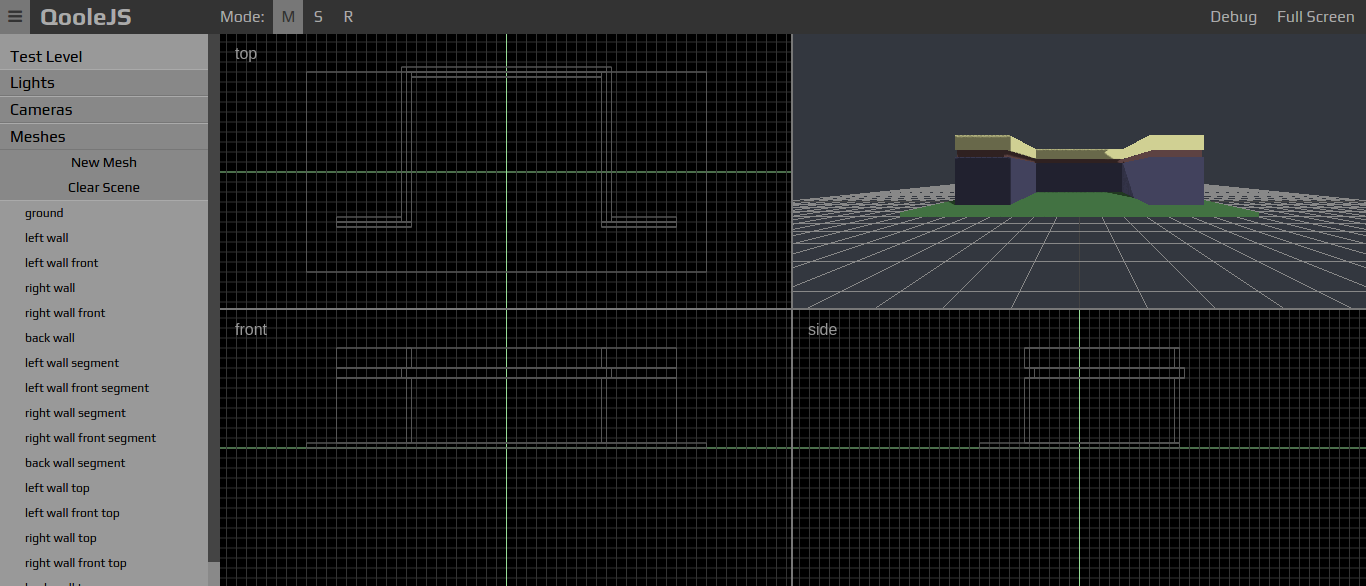 QooleJS Mode: M S R Debug Full Screen
Test Level
Lights
Cameras
Meshes
New Mesh
Clear Scene
ground
left wall
left wall front
right wall
right wall front
back wall
left wall segment
left wall front segment
right wall segment
right wall front segment
back wall segment
left wall top
left wall front top
right wall top
right wall front top
top
front
side